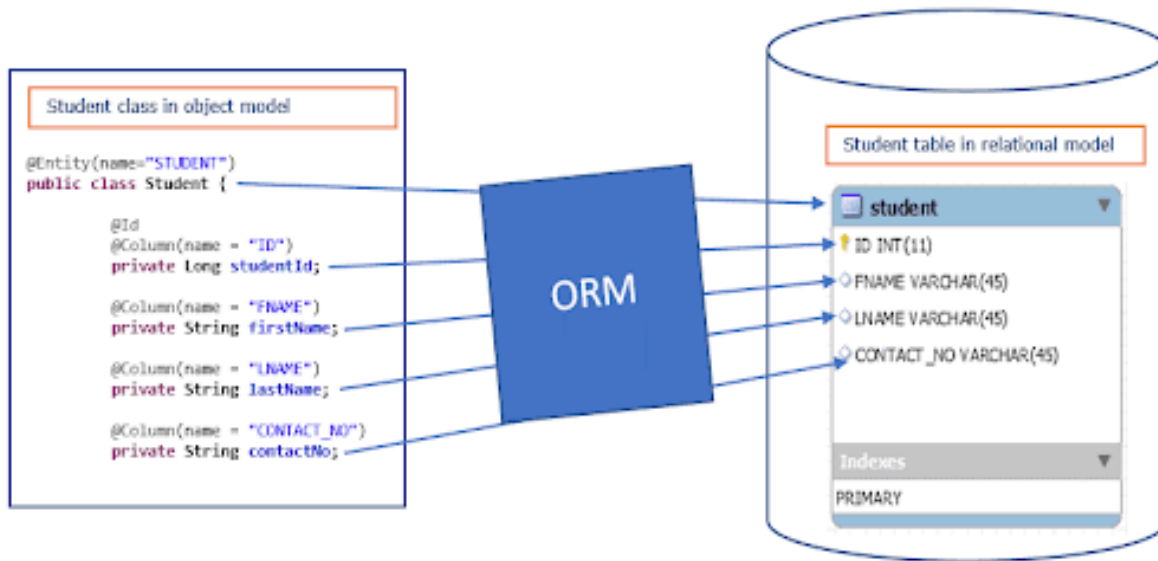 Student class in object model
@Entity(name="STUDENT")
public class Student {
@Id
@Column(name = "ID")
private Long studentId;
@Column(name = "FNAME")
private String firstName;
@Column(name = "LNAME")
private String lastName;
@Column(name = "CONTACT_NO")
private String contactNo;
ORM
Student table in relational model
student
ID INT(11)
FNAME VARCHAR(45)
LNAME VARCHAR(45)
CONTACT_NO VARCHAR(45)
Indexes
PRIMARY